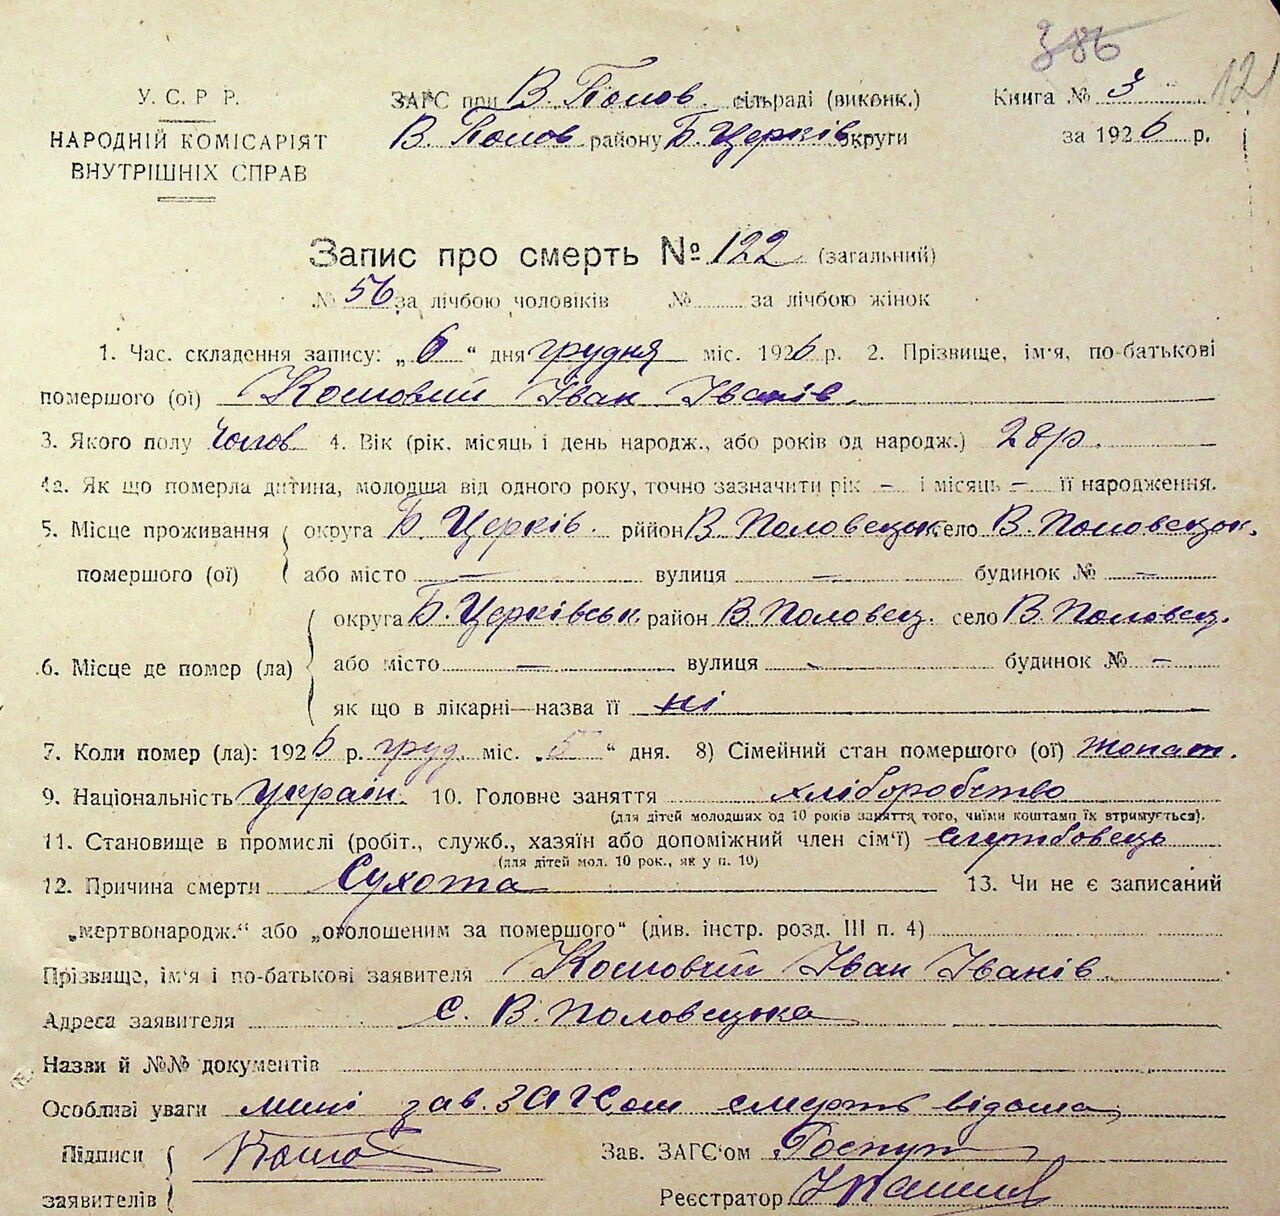 386
121
У. С. Р Р.
НАРОДНІЙ КОМІСАРІЯТ
ВНУТРІШНІХ СПРАВ
ЗАГС при В. Полов. сільраді (виконк.)
В. Полов району Б. Церків округи
Книга № 3
за 1926 р.
Запис про смерть № 122 (загальний)
№ 56 за лічбою чоловіків № за лічбою жінок
1. Час. складення запису: „6“ дня грудня міс. 1926 р. 2. Прізвище, ім'я, по-батькові
помершого (ої) Кошовий Іван Іванів.
3. Якого полу Чолов 4. Вік (рік. місяць і день народж., або років од народж.) 28 р.
4а. Як що померла дитина, молодша від одного року, точно зазначити рік – і місяць – її народження.
5. Місце проживання округа Б. Церків. рийон В. Половецьк село В. Половецьк.
помершого (ої) або місто — вулиця — будинок № —
округа Б. Церківськ. район В. Половец. село В. Половец.
6. Місце де помер (ла) або місто — вулиця - будинок № —
як що в лікарні—назва її ні
7. Коли помер (ла): 1926 р. груд. міс. „5“ дня. 8) Сімейний стан помершого (ої) жонат.
9. Національність Україн. 10. Головне заняття хліборобство
(для дітей молодших од 10 років заняття того, чиїми коштами їх втримується).
11. Становище в промислі (робіт., служб., хазяїн або допоміжний член сім'ї) службовець
(для дітей мол. 10 рок., як у п. 10)
12. Причина смерти Сухота 13. Чи не є записаний
„мертвонародж.“ або „оголошеним за помершого“ (див. інстр. розд. III п. 4)
Прізвище, ім'я і по-батькові заявителя Кошовий Іван Іванів
Адреса заявителя с. В. Половецька
Назви й №№ документів
Особливі уваги мині зав. ЗАГСом смерть відома
Підписи
заявителів
Зав. ЗАГС'ом
Реєстратор